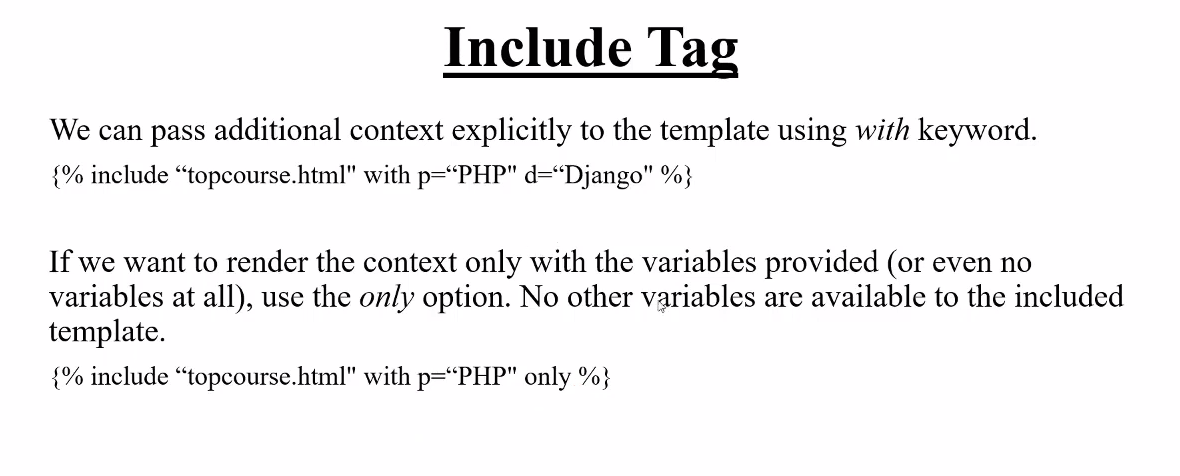 Include Tag
We can pass additional context explicitly to the template using with keyword.
{% include “topcourse.html" with p=“PHP" d=“Django" %}
If we want to render the context only with the variables provided (or even no
variables at all), use the only option. No other variables are available to the included
template.
{% include “topcourse.html" with p=“PHP" only %}